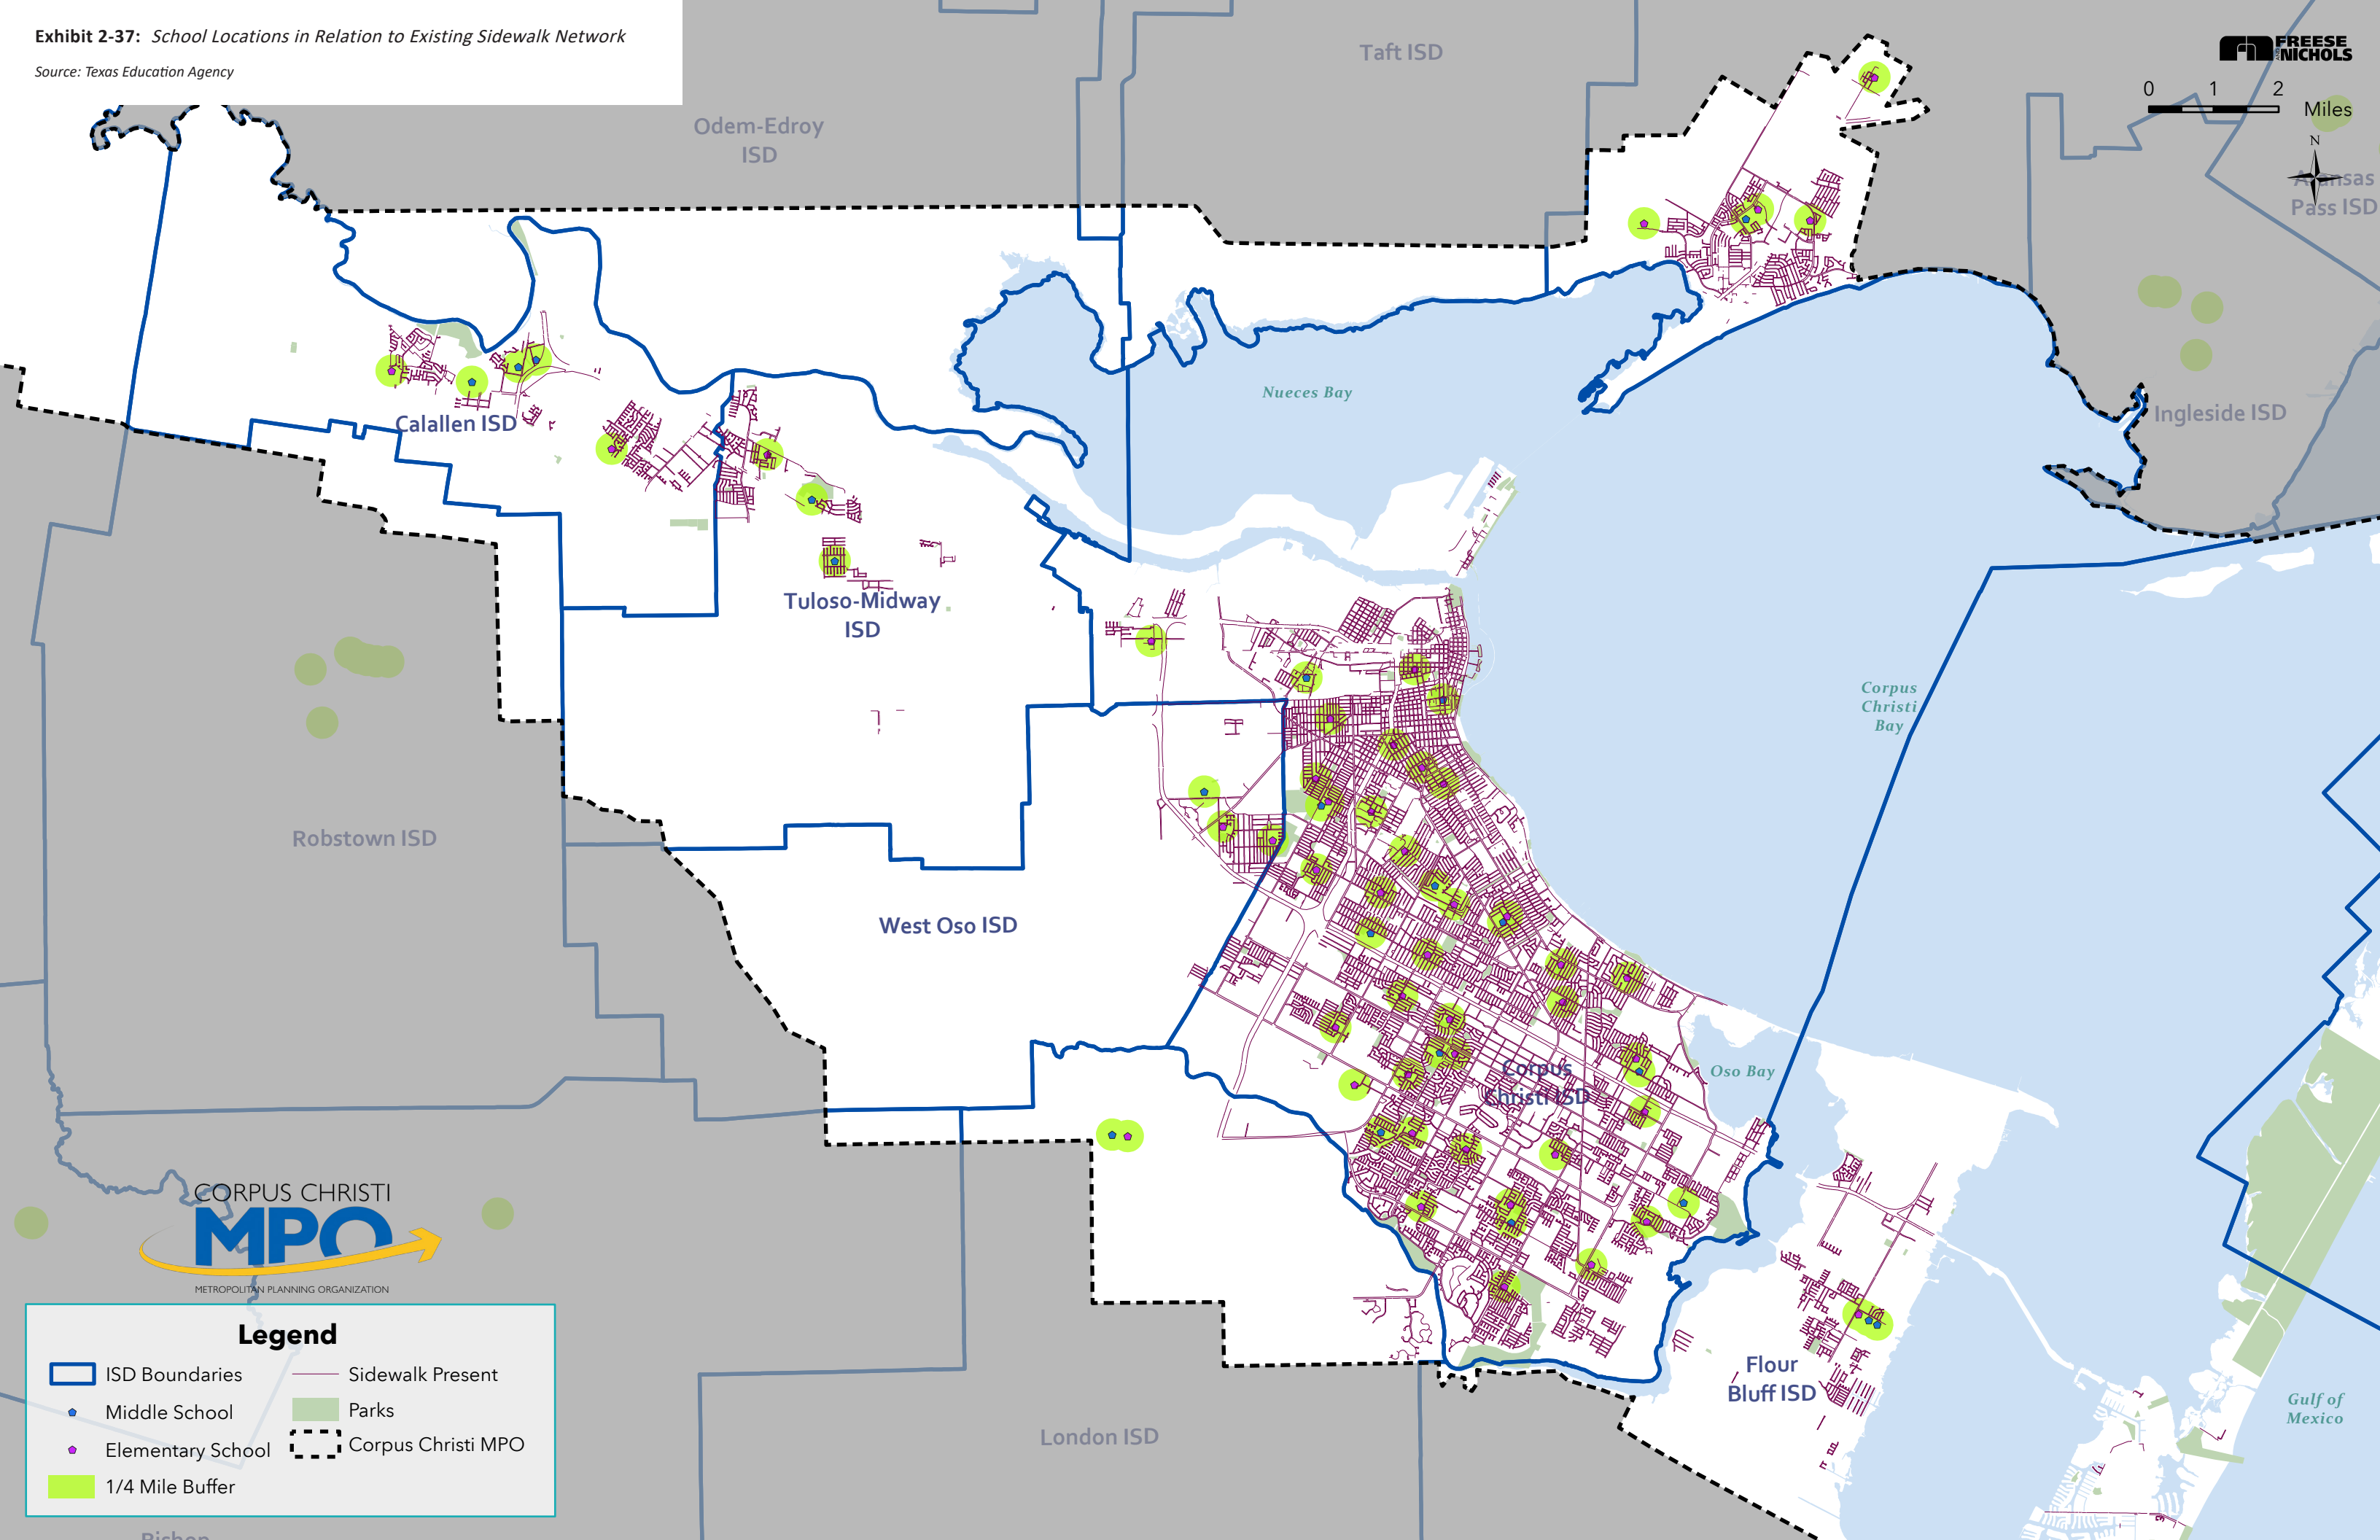 Exhibit 2-37: School Locations in Relation to Existing Sidewalk Network
Source: Texas Education Agency
Taft ISD
FREESE
NICHOLS
0 1 2
Miles
N
Odem-Edroy
ISD
Aransas
Pass ISD
Nueces Bay
Ingleside ISD
Calallen ISD
Tuloso-Midway
ISD
Corpus
Christi
Bay
Robstown ISD
West Oso ISD
Corpus
Christi ISD
Oso Bay
CORPUS CHRISTI
MPO
METROPOLITAN PLANNING ORGANIZATION
Flour
Bluff ISD
Gulf of
Mexico
London ISD
Legend
ISD Boundaries
Sidewalk Present
Middle School
Parks
Elementary School
Corpus Christi MPO
1/4 Mile Buffer
Bishop